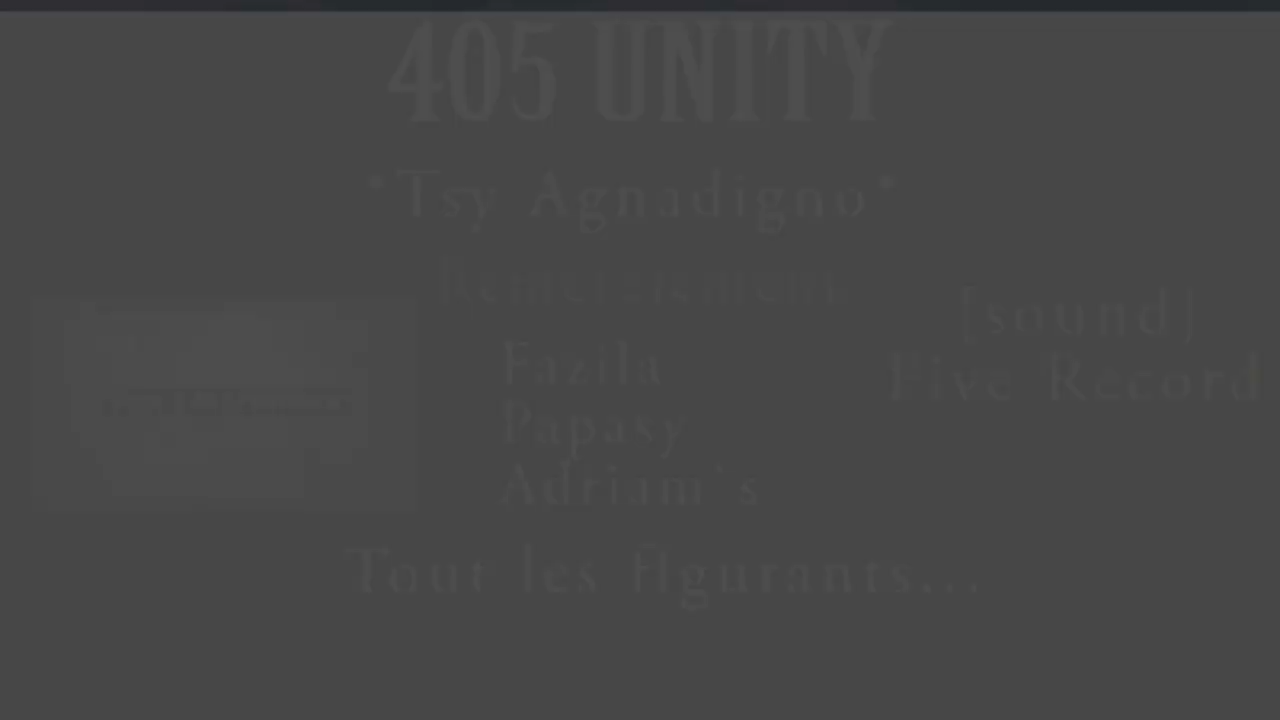 405 UNITY
"Tsy Agnadigno"
Remerciement
[sound]
Five Record
Fazila
Papasy
Adriam's
Tout les figurants...